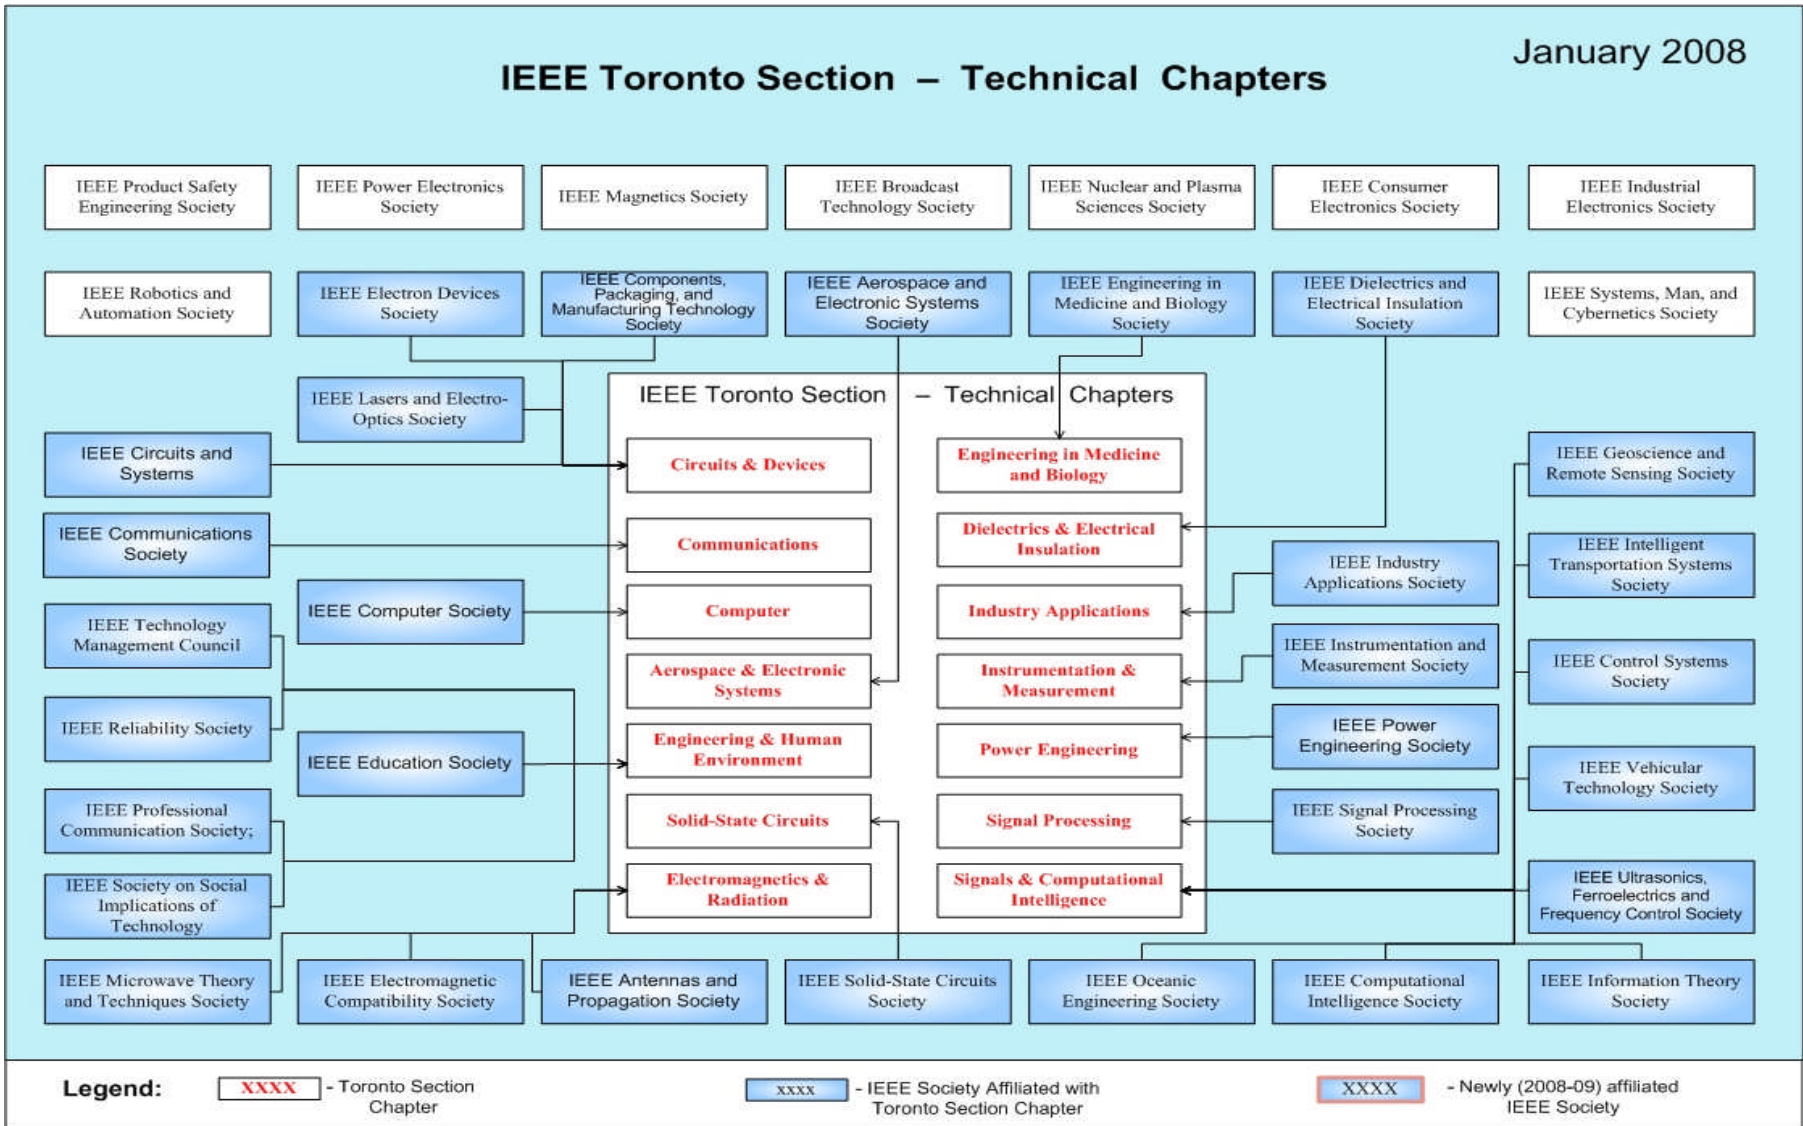 January 2008
IEEE Toronto Section – Technical Chapters
IEEE Product Safety
Engineering Society
IEEE Power Electronics
Society
IEEE Magnetics Society
IEEE Broadcast
Technology Society
IEEE Nuclear and Plasma
Sciences Society
IEEE Consumer
Electronics Society
IEEE Industrial
Electronics Society
IEEE Robotics and
Automation Society
IEEE Electron Devices
Society
IEEE Components,
Packaging, and
Manufacturing Technology
Society
IEEE Aerospace and
Electronic Systems
Society
IEEE Engineering in
Medicine and Biology
Society
IEEE Dielectrics and
Electrical Insulation
Society
IEEE Systems, Man, and
Cybernetics Society
IEEE Lasers and Electro-
Optics Society
IEEE Circuits and
Systems
IEEE Communications
Society
IEEE Computer Society
IEEE Technology
Management Council
IEEE Reliability Society
IEEE Education Society
IEEE Professional
Communication Society;
IEEE Society on Social
Implications of
Technology
IEEE Toronto Section – Technical Chapters
Circuits & Devices
Communications
Computer
Aerospace & Electronic
Systems
Engineering & Human
Environment
Solid-State Circuits
Electromagnetics &
Radiation
Engineering in Medicine
and Biology
Dielectrics & Electrical
Insulation
Industry Applications
Instrumentation &
Measurement
Power Engineering
Signal Processing
Signals & Computational
Intelligence
IEEE Industry
Applications Society
IEEE Instrumentation and
Measurement Society
IEEE Power
Engineering Society
IEEE Signal Processing
Society
IEEE Geoscience and
Remote Sensing Society
IEEE Intelligent
Transportation Systems
Society
IEEE Control Systems
Society
IEEE Vehicular
Technology Society
IEEE Ultrasonics,
Ferroelectrics and
Frequency Control Society
IEEE Microwave Theory
and Techniques Society
IEEE Electromagnetic
Compatibility Society
IEEE Antennas and
Propagation Society
IEEE Solid-State Circuits
Society
IEEE Oceanic
Engineering Society
IEEE Computational
Intelligence Society
IEEE Information Theory
Society
Legend:
XXXX
- Toronto Section
Chapter
xxxx
- IEEE Society Affiliated with
Toronto Section Chapter
XXXX
- Newly (2008-09) affiliated
IEEE Society